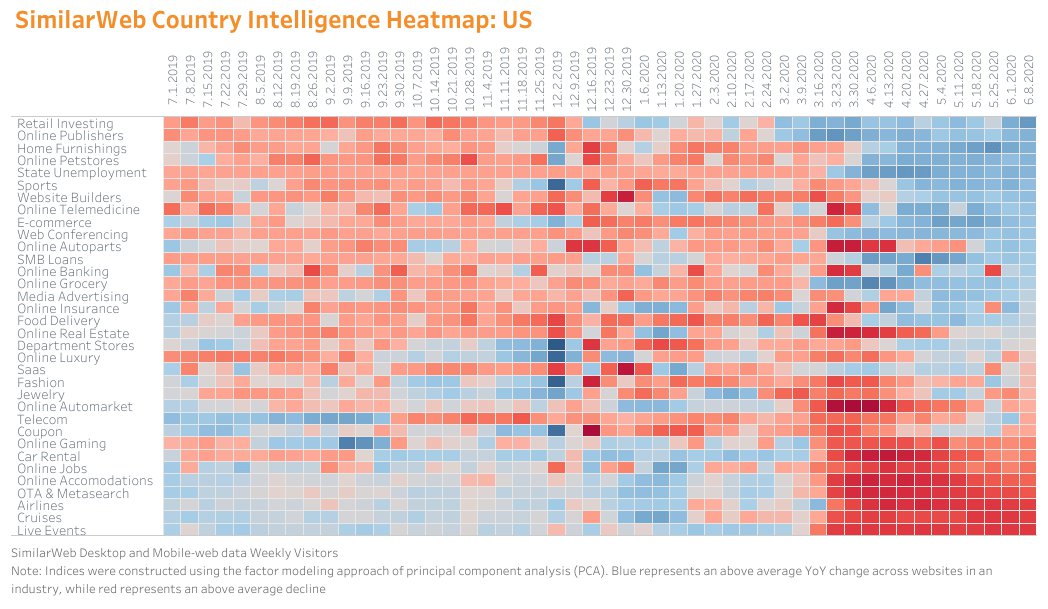 SimilarWeb Country Intelligence Heatmap: US
7.1.2019
7.8.2019
7.15.2019
7.22.2019
7.29.2019
8.5.2019
8.12.2019
8.19.2019
8.26.2019
9.2.2019
9.9.2019
9.16.2019
9.23.2019
9.30.2019
10.7.2019
10.14.2019
10.21.2019
10.28.2019
11.4.2019
11.11.2019
11.18.2019
11.25.2019
12.2.2019
12.9.2019
12.16.2019
12.23.2019
12.30.2019
1.6.2020
1.13.2020
1.20.2020
1.27.2020
2.3.2020
2.10.2020
2.17.2020
2.24.2020
3.2.2020
3.9.2020
3.16.2020
3.23.2020
3.30.2020
4.6.2020
4.13.2020
4.20.2020
4.27.2020
5.4.2020
5.11.2020
5.18.2020
5.25.2020
6.1.2020
6.8.2020
Retail Investing
Online Publishers
Home Furnishings
Online Petstores
State Unemployment
Sports
Website Builders
Online Telemedicine
E-commerce
Web Conferencing
Online Autoparts
SMB Loans
Online Banking
Online Grocery
Media Advertising
Online Insurance
Food Delivery
Online Real Estate
Department Stores
Online Luxury
Saas
Fashion
Jewelry
Online Automarket
Telecom
Coupon
Online Gaming
Car Rental
Online Jobs
Online Accomodations
OTA & Metasearch
Airlines
Cruises
Live Events
SimilarWeb Desktop and Mobile-web data Weekly Visitors
Note: Indices were constructed using the factor modeling approach of principal component analysis (PCA). Blue represents an above average YoY change across websites in an
industry, while red represents an above average decline